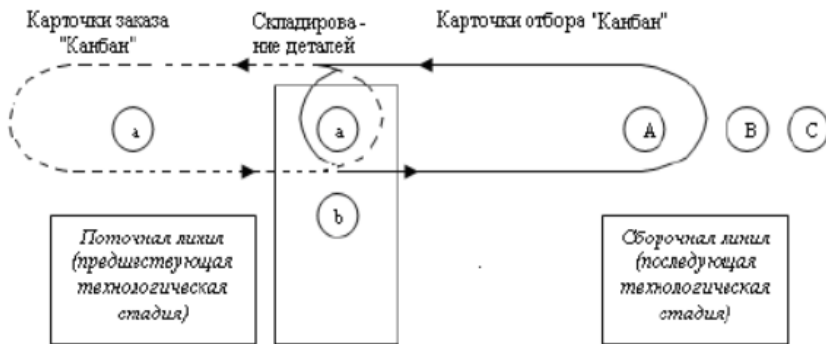 Карточки заказа
"Канбан"
Складирова -
ние деталей
Карточки отбора "Канбан"
a
a
A
B
C
b
Поточная линия
(предшествующая
технологическая
стадия)
Сборочная линия
(последующая
технологическая
стадия)